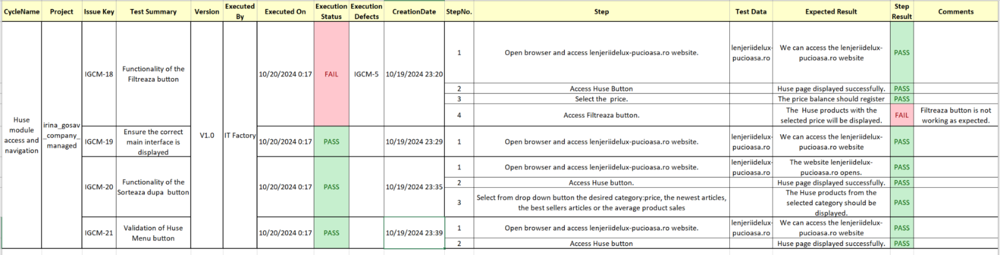 CycleName Project Issue Key Test Summary Version Executed By Executed On Execution Status Execution Defects CreationDate StepNo. Step Test Data Expected Result Step Result Comments
Huse
module
access and
navigation
irina_gosav
_company_
managed
V1.0
IT Factory
IGCM-18
Functionality of the
Filtreaza button
10/20/2024 0:17
FAIL
IGCM-5
10/19/2024 23:20
1
Open browser and access lenjeriidelux-pucioasa.ro website.
lenjeriidelux-
pucioasa.ro
We can access the lenjeriidelux-
pucioasa.ro website
PASS
2
Access Huse Button
Huse page displayed successfully.
PASS
3
Select the  price.
The price balance should register
PASS
4
Access Filtreaza button.
The  Huse products with the
selected price will be displayed.
FAIL
Filtreaza button is not
working as expected.
IGCM-19
Ensure the correct
main interface is
displayed
10/20/2024 0:17
PASS
10/19/2024 23:29
1
Open browser and access lenjeriidelux-pucioasa.ro website.
lenjeriidelux-
pucioasa.ro
We can access the lenjeriidelux-
pucioasa.ro website
PASS
IGCM-20
Functionality of the
Sorteaza dupa  button
10/20/2024 0:17
PASS
10/19/2024 23:35
1
Open browser and access lenjeriidelux-pucioasa.ro website.
lenjeriidelux-
pucioasa.ro
The website lenjeriidelux-
pucioasa.ro opens.
PASS
2
Access Huse button.
Huse page displayed successfully.
PASS
3
Select from drop down button the desired category:price, the newest articles,
the best sellers articles or the average product sales
The Huse products from the
selected category should be
displayed.
PASS
IGCM-21
Validation of Huse
Menu button
10/20/2024 0:17
PASS
10/19/2024 23:39
1
Open browser and access lenjeriidelux-pucioasa.ro website.
lenjeriidelux-
pucioasa.ro
We can access the lenjeriidelux-
pucioasa.ro website
PASS
2
Access Huse button
Huse page displayed successfully.
PASS